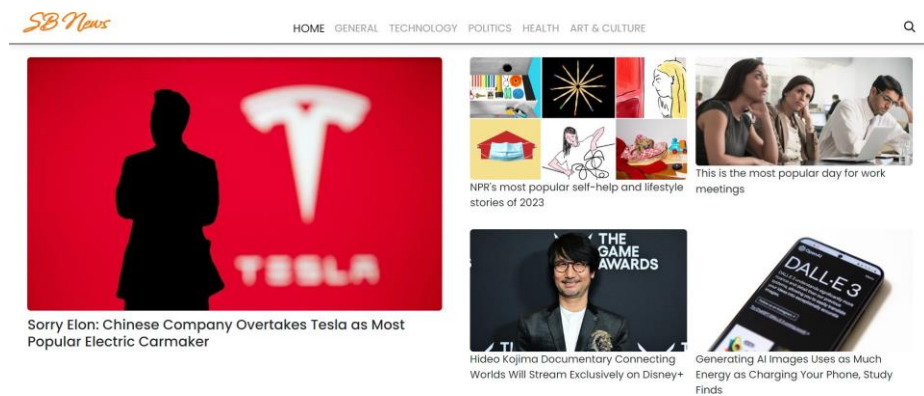 SB News
HOME GENERAL TECHNOLOGY POLITICS HEALTH ART & CULTURE
TESLA
Sorry Elon: Chinese Company Overtakes Tesla as Most
Popular Electric Carmaker
NPR's most popular self-help and lifestyle
stories of 2023
This is the most popular day for work
meetings
THE
GAME
AWARDS
Hideo Kojima Documentary Connecting
Worlds Will Stream Exclusively on Disney+
OpenAI
DALL·E 3
Generating AI Images Uses as Much
Energy as Charging Your Phone, Study
Finds